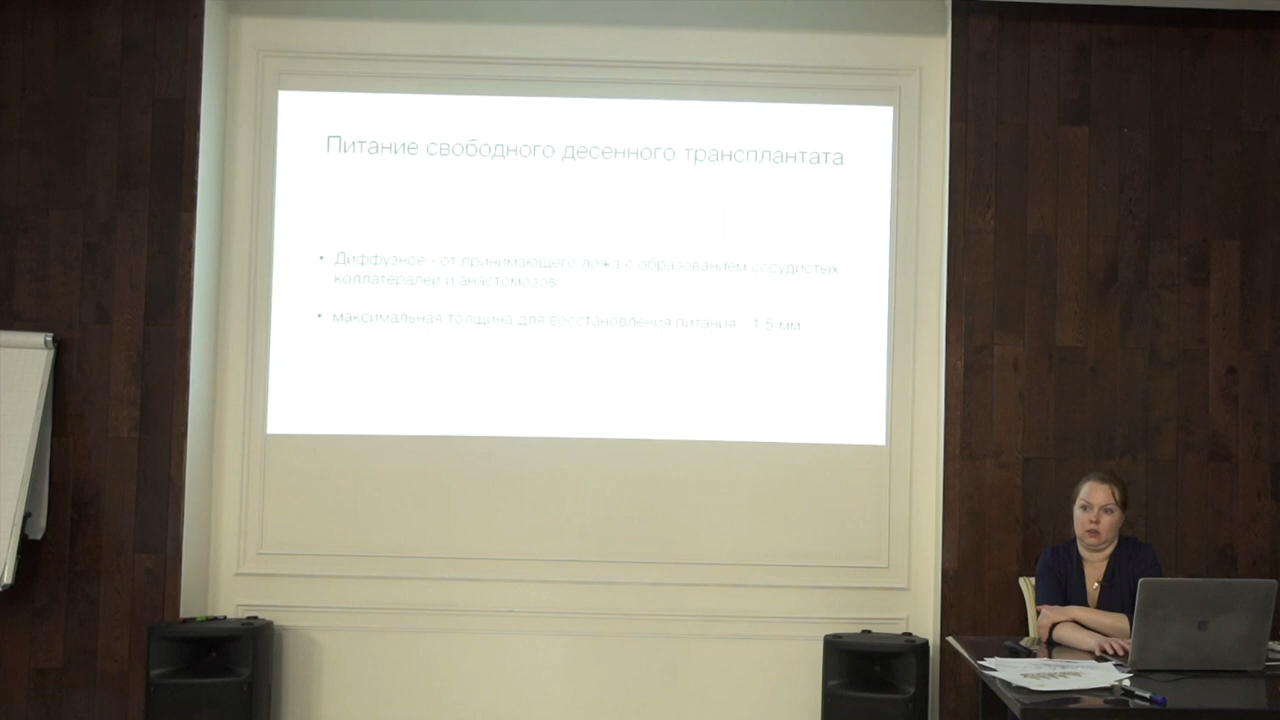 Питание свободного десенного трансплантата
• Диффузное - от принимающего ложа с образованием сосудистых
коллатералей и анастомозов
• максимальная толщина для восстановления питания - 1.5 мм